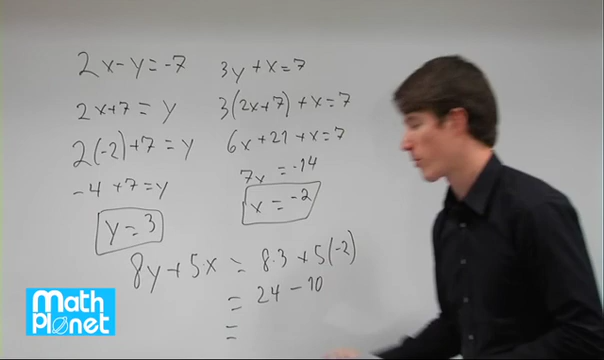 2x-y=-7
2x+7=y
2(-2)+7=y
-4+7=y
y=3
3y+x=7
3(2x+7)+x=7
6x+21+x=7
7x=-14
x=-2
8y+5x=8·3+5(-2)
=24-10
=
Math
Planet